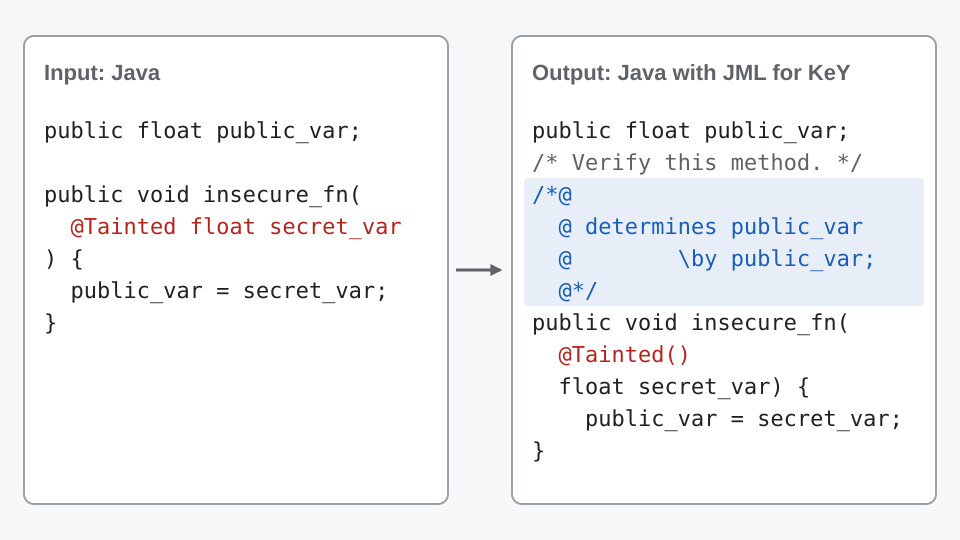 Input: Java
public float public_var;
public void insecure_fn(
  @Tainted float secret_var
) {
  public_var = secret_var;
}
Output: Java with JML for KeY
public float public_var;
/* Verify this method. */
/*@
  @ determines public_var
  @        \by public_var;
  @*/
public void insecure_fn(
  @Tainted()
  float secret_var) {
    public_var = secret_var;
}